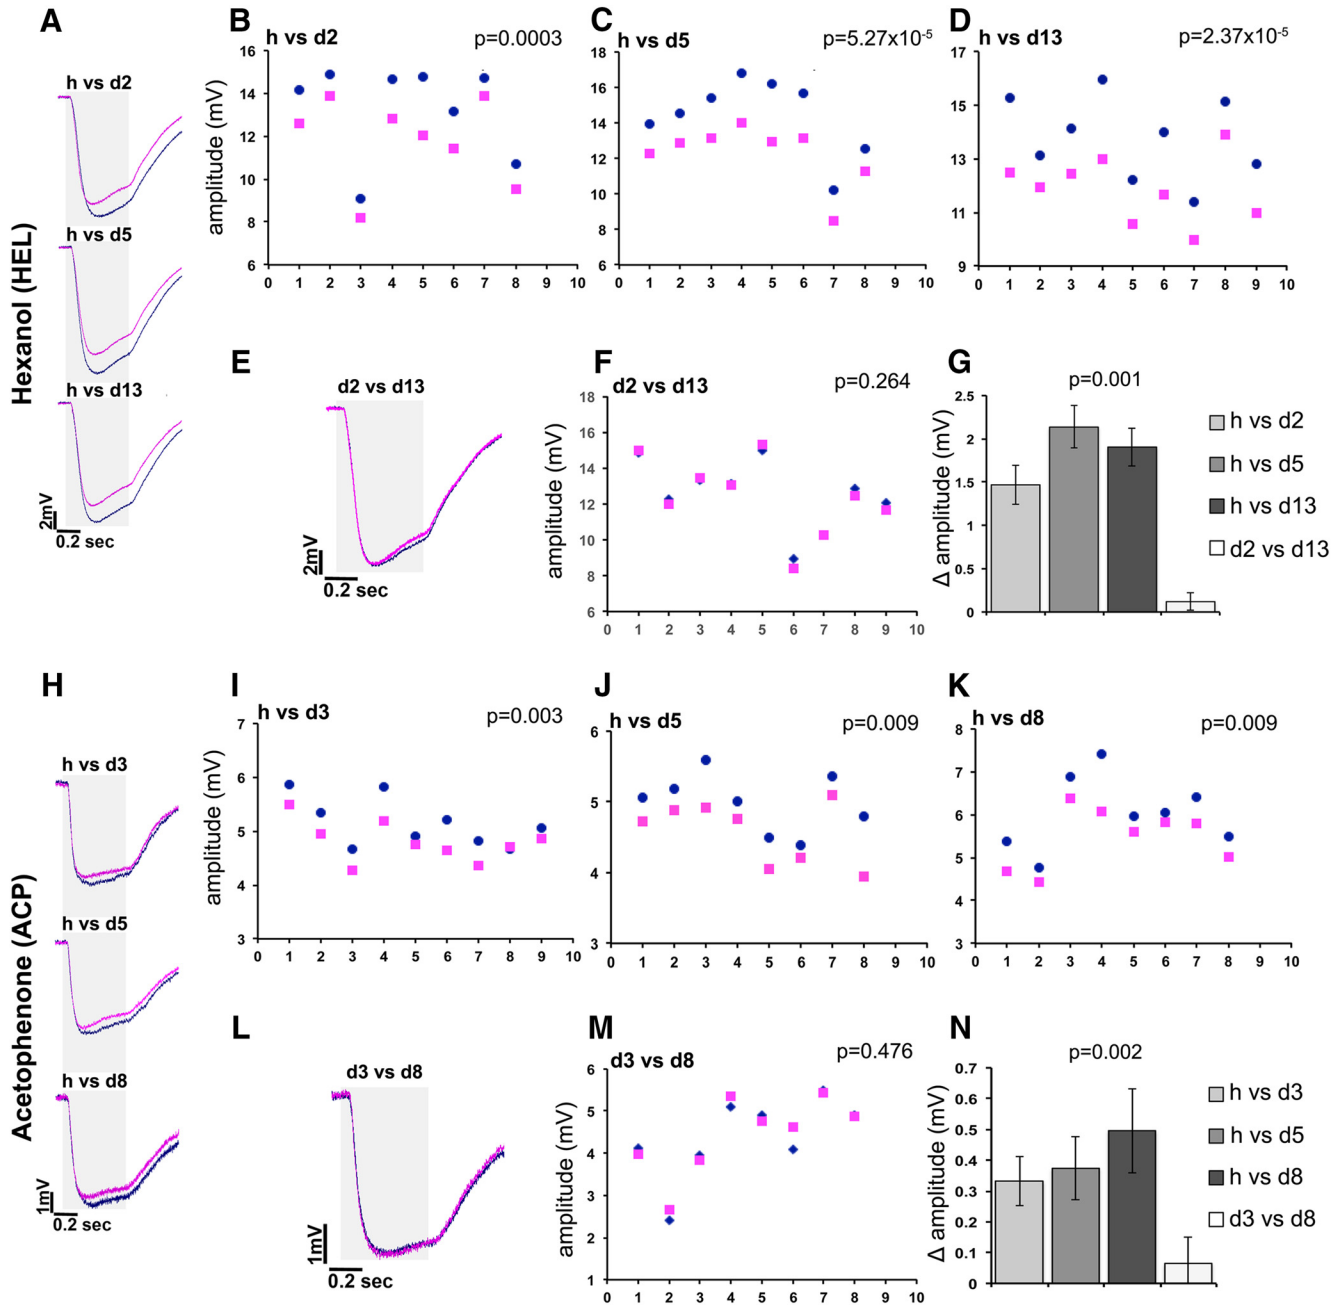 A
Hexanol (HEL)
h vs d2
h vs d5
h vs d13
2mV
0.2 sec
B
h vs d2
p=0.0003
amplitude (mV)
16
14
12
10
8
6
0 1 2 3 4 5 6 7 8 9 10
C
h vs d5
p=5.27x10-5
18
16
14
12
10
8
6
0 1 2 3 4 5 6 7 8 9 10
D
h vs d13
p=2.37x10-5
17
15
13
11
9
0 1 2 3 4 5 6 7 8 9 10
E
d2 vs d13
2mV
0.2 sec
F
d2 vs d13
p=0.264
amplitude (mV)
18
16
14
12
10
8
6
0 1 2 3 4 5 6 7 8 9 10
G
p=0.001
Δ amplitude (mV)
2.5
2
1.5
1
0.5
0
h vs d2
h vs d5
h vs d13
d2 vs d13
H
Acetophenone (ACP)
h vs d3
h vs d5
h vs d8
1mV
0.2 sec
I
h vs d3
p=0.003
amplitude (mV)
7
6
5
4
3
0 1 2 3 4 5 6 7 8 9 10
J
h vs d5
p=0.009
6
5
4
3
0 1 2 3 4 5 6 7 8 9 10
K
h vs d8
p=0.009
8
7
6
5
4
3
0 1 2 3 4 5 6 7 8 9 10
L
d3 vs d8
1mV
0.2 sec
M
d3 vs d8
p=0.476
amplitude (mV)
6
5
4
3
2
1
0 1 2 3 4 5 6 7 8 9 10
N
p=0.002
Δ amplitude (mV)
0.7
0.6
0.5
0.4
0.3
0.2
0.1
0
h vs d3
h vs d5
h vs d8
d3 vs d8